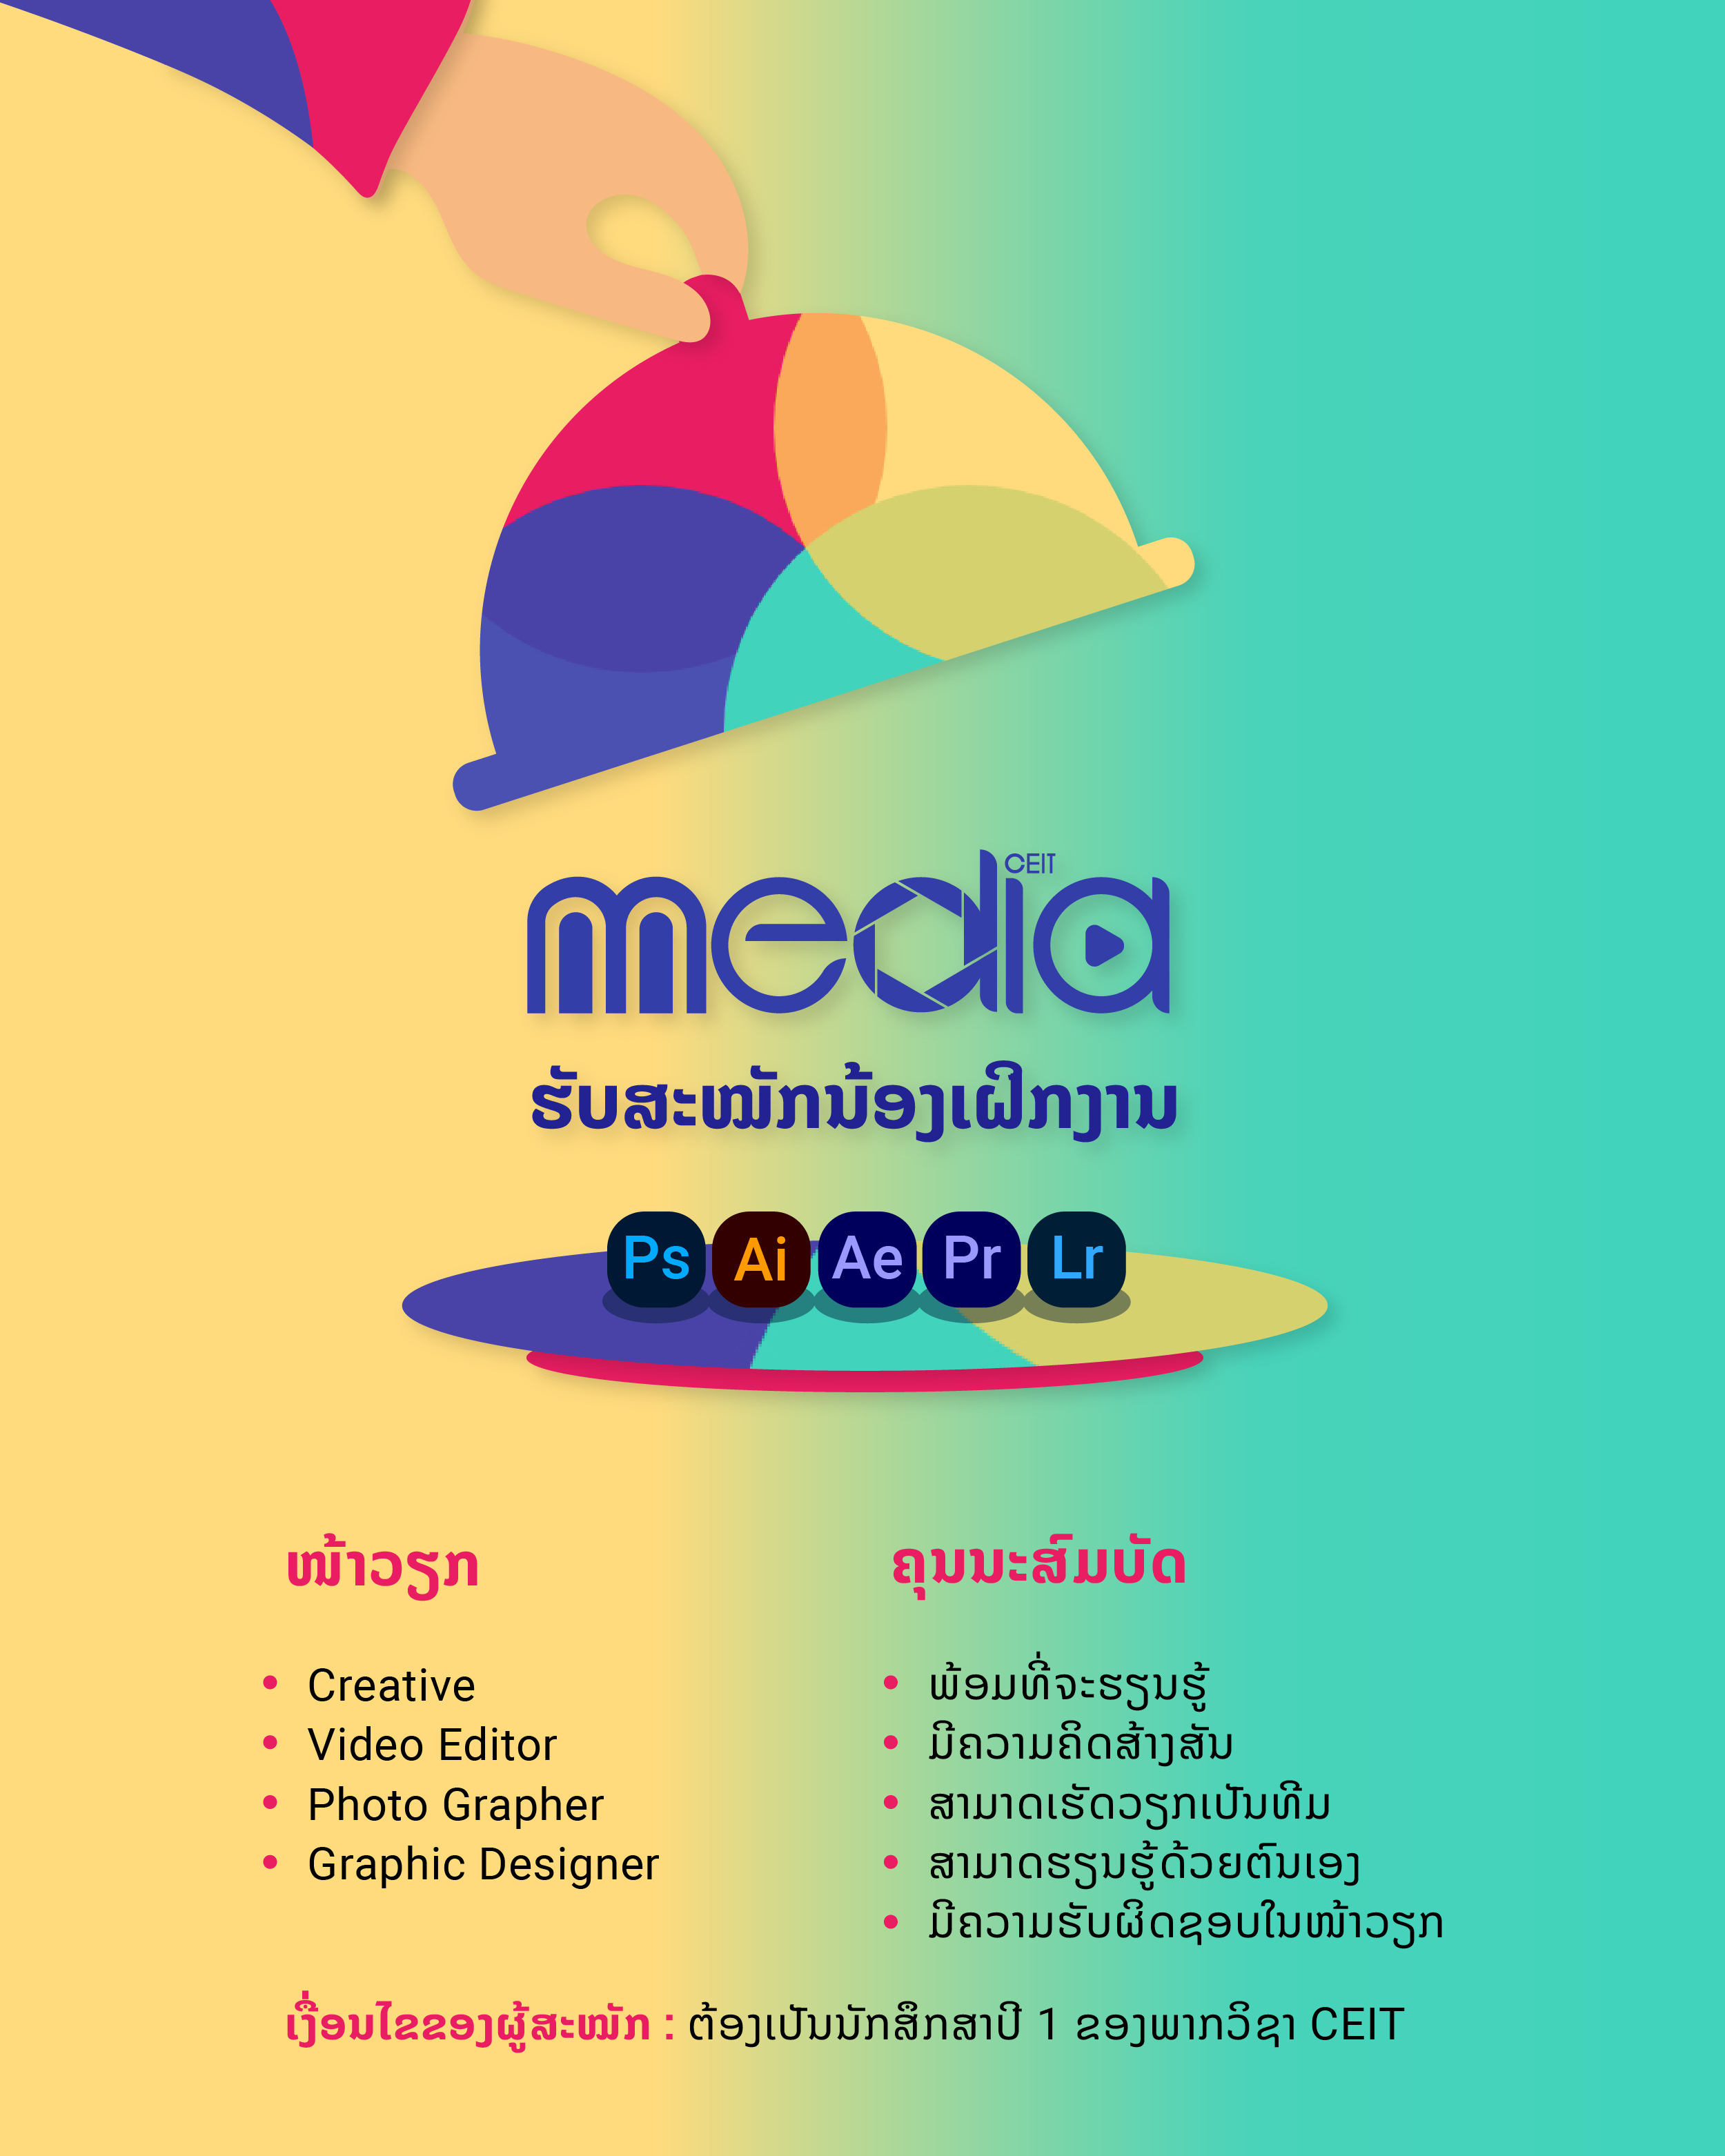 CEIT
media
ຮັບສະໝັກນ້ອງເຝິກງານ
Ps Ai Ae Pr Lr
ໜ້າວຽກ
Creative
Video Editor
Photo Grapher
Graphic Designer
ຄຸນນະສົມບັດ
ພ້ອມທີ່ຈະຮຽນຮູ້
ມີຄວາມຄິດສ້າງສັນ
ສາມາດເຮັດວຽກເປັນທີມ
ສາມາດຮຽນຮູ້ດ້ວຍຕົນເອງ
ມີຄວາມຮັບຜິດຊອບໃນໜ້າວຽກ
ເງື່ອນໄຂຂອງຜູ້ສະໝັກ : ຕ້ອງເປັນນັກສຶກສາປີ 1 ຂອງພາກວິຊາ CEIT